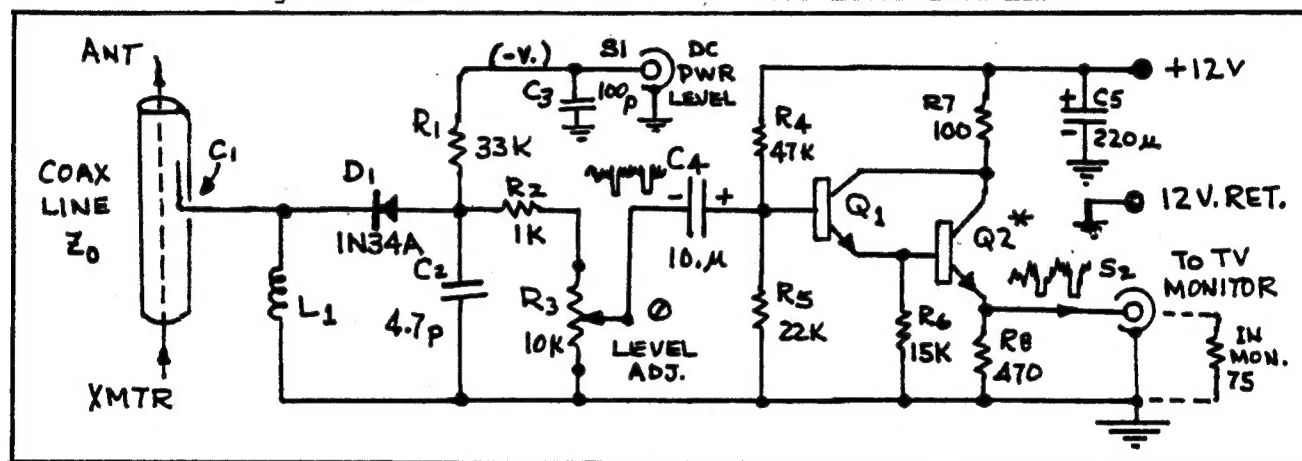 ANT
COAX
LINE
Z0
XMTR
C1
L1
D1
1N34A
(-V.)
S1
DC
PWR
LEVEL
C3
100p
R1
33K
R2
1K
C2
4.7p
R3
10K
LEVEL
ADJ.
C4
- +
10.µ
R4
47K
R5
22K
Q1
R6
15K
R7
100
Q2*
R8
470
+12V
+
-
C5
220µ
12V. RET.
S2
TO TV
MONITOR
IN
MON.
75